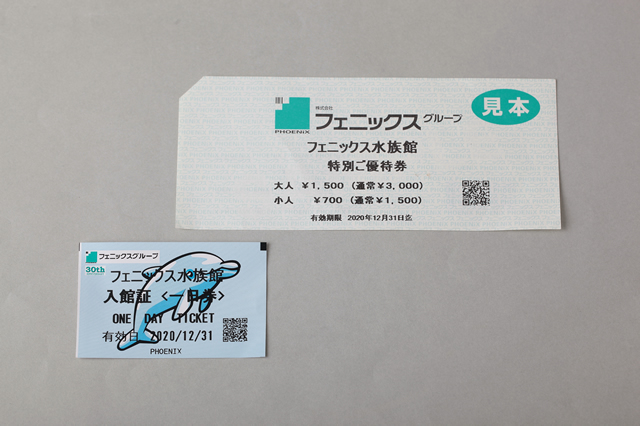 見本
株式会社
フェニックスグループ
PHOENIX
フェニックス水族館
特別ご優待券
大人 ¥1,500 (通常¥3,000)
小人 ¥700 (通常¥1,500)
有効期限 2020年12月31日迄
フェニックスグループ
30th
フェニックス水族館
入館証 <一日券>
ONE DAY TICKET
有効日 2020/12/31
PHOENIX